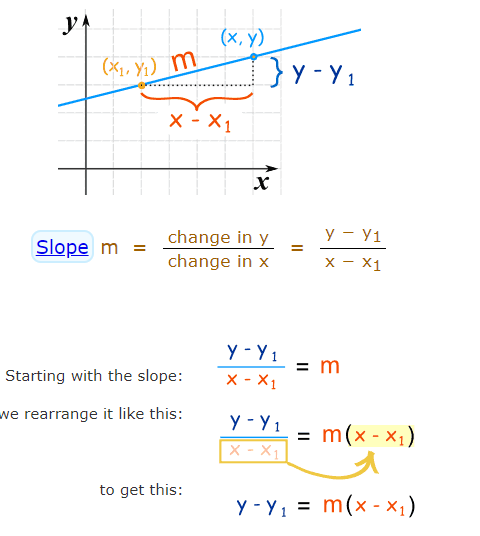 y
(x, y)
(x₁, y₁) m
y - y₁
x - x₁
x
Slope m = change in y / change in x = y − y₁ / x − x₁
y - y₁ / x - x₁ = m
Starting with the slope:
we rearrange it like this:
y - y₁ / x - x₁ = m(x - x₁)
to get this:
y - y₁ = m(x - x₁)